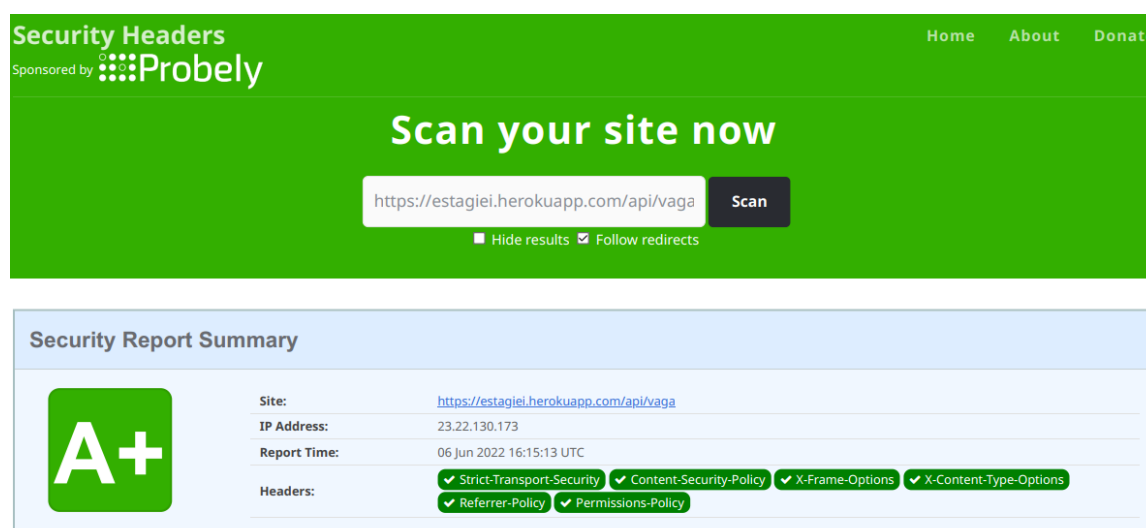 Security Headers
Home About Donat
Sponsored by Probely
Scan your site now
https://estagiei.herokuapp.com/api/vaga Scan
Hide results Follow redirects
Security Report Summary
A+
Site: https://estagiei.herokuapp.com/api/vaga
IP Address: 23.22.130.173
Report Time: 06 Jun 2022 16:15:13 UTC
Headers: Strict-Transport-Security Content-Security-Policy X-Frame-Options X-Content-Type-Options
Referrer-Policy Permissions-Policy